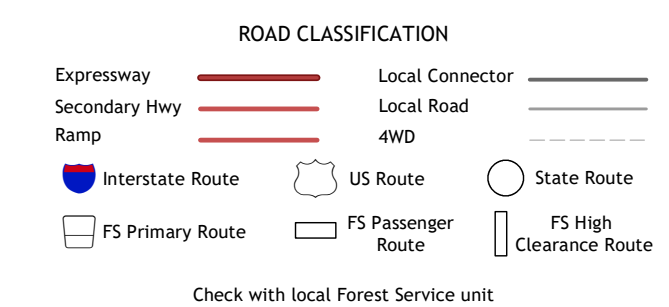 ROAD CLASSIFICATION
Expressway
Local Connector
Secondary Hwy
Local Road
Ramp
4WD
Interstate Route
US Route
State Route
FS Primary Route
FS Passenger
Route
FS High
Clearance Route
Check with local Forest Service unit